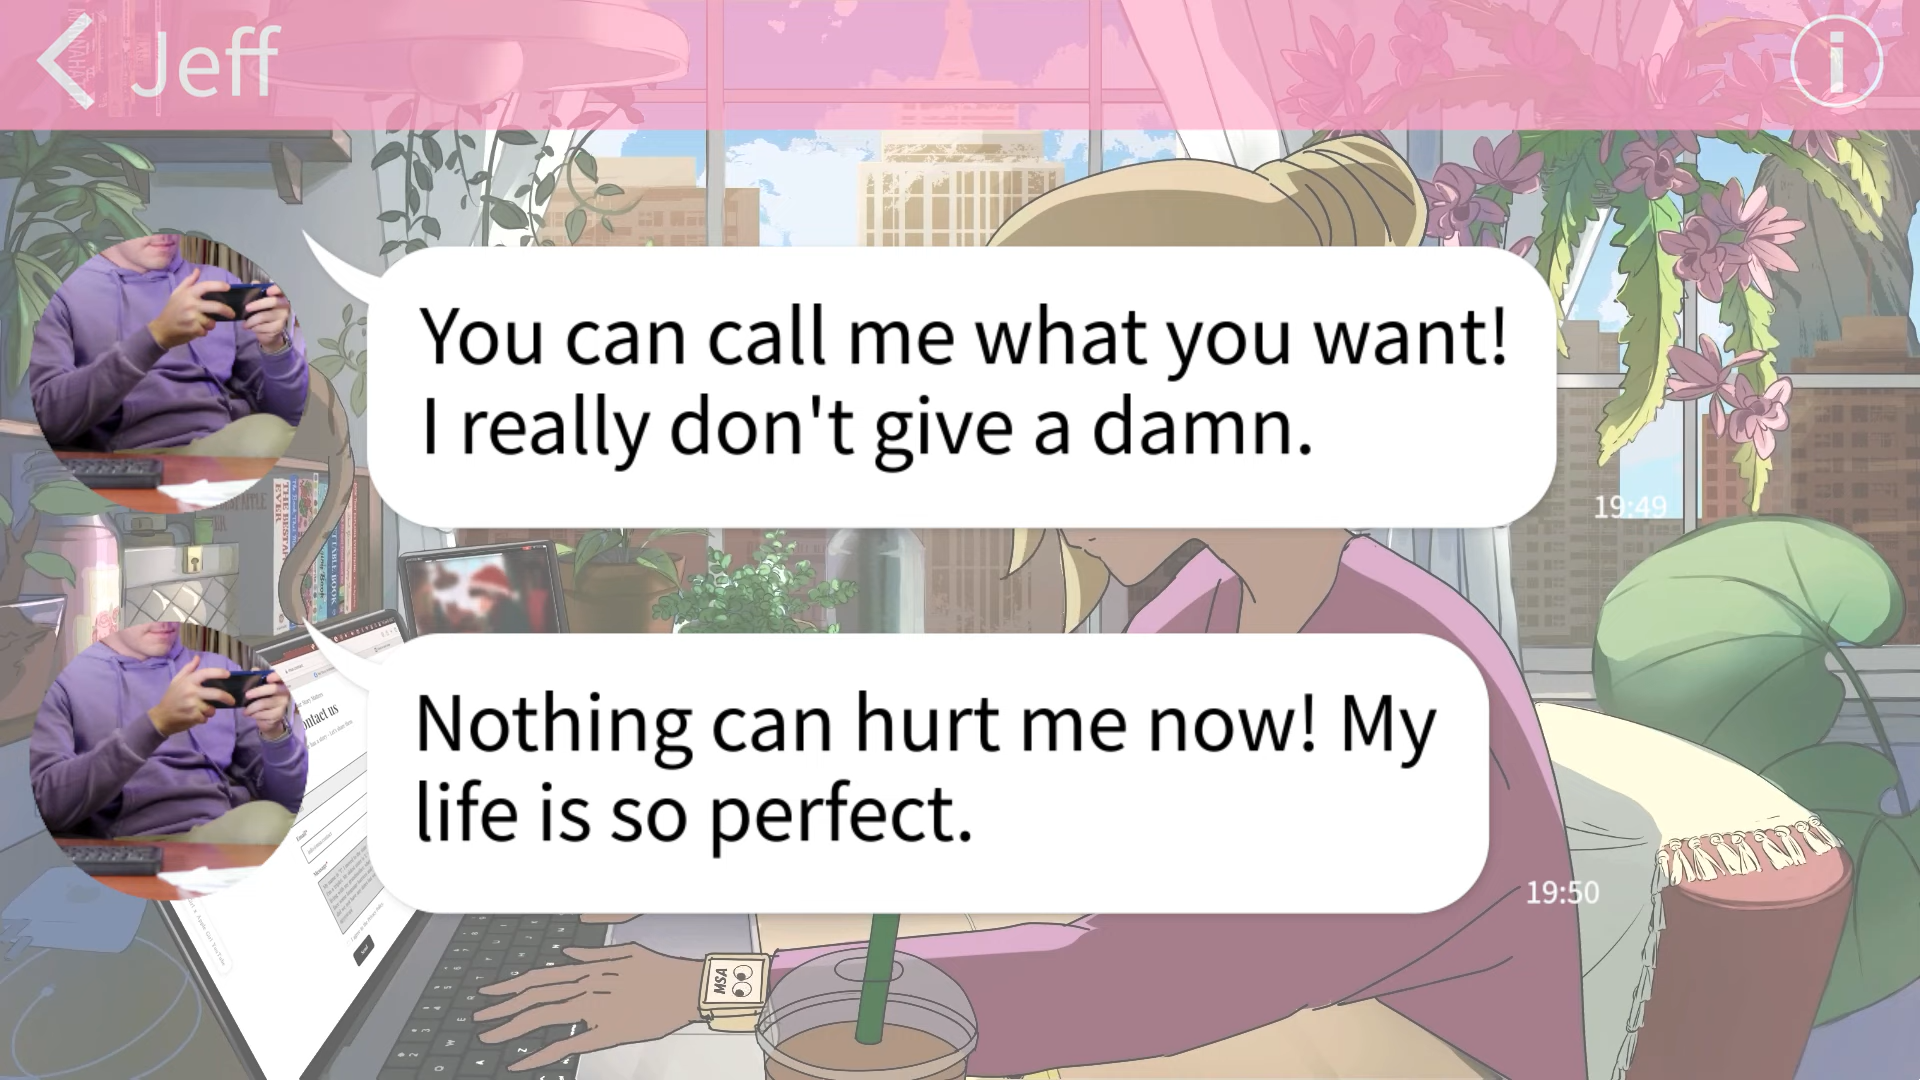 Jeff
You can call me what you want!
I really don't give a damn.
19:49
Nothing can hurt me now! My
life is so perfect.
19:50
MSA